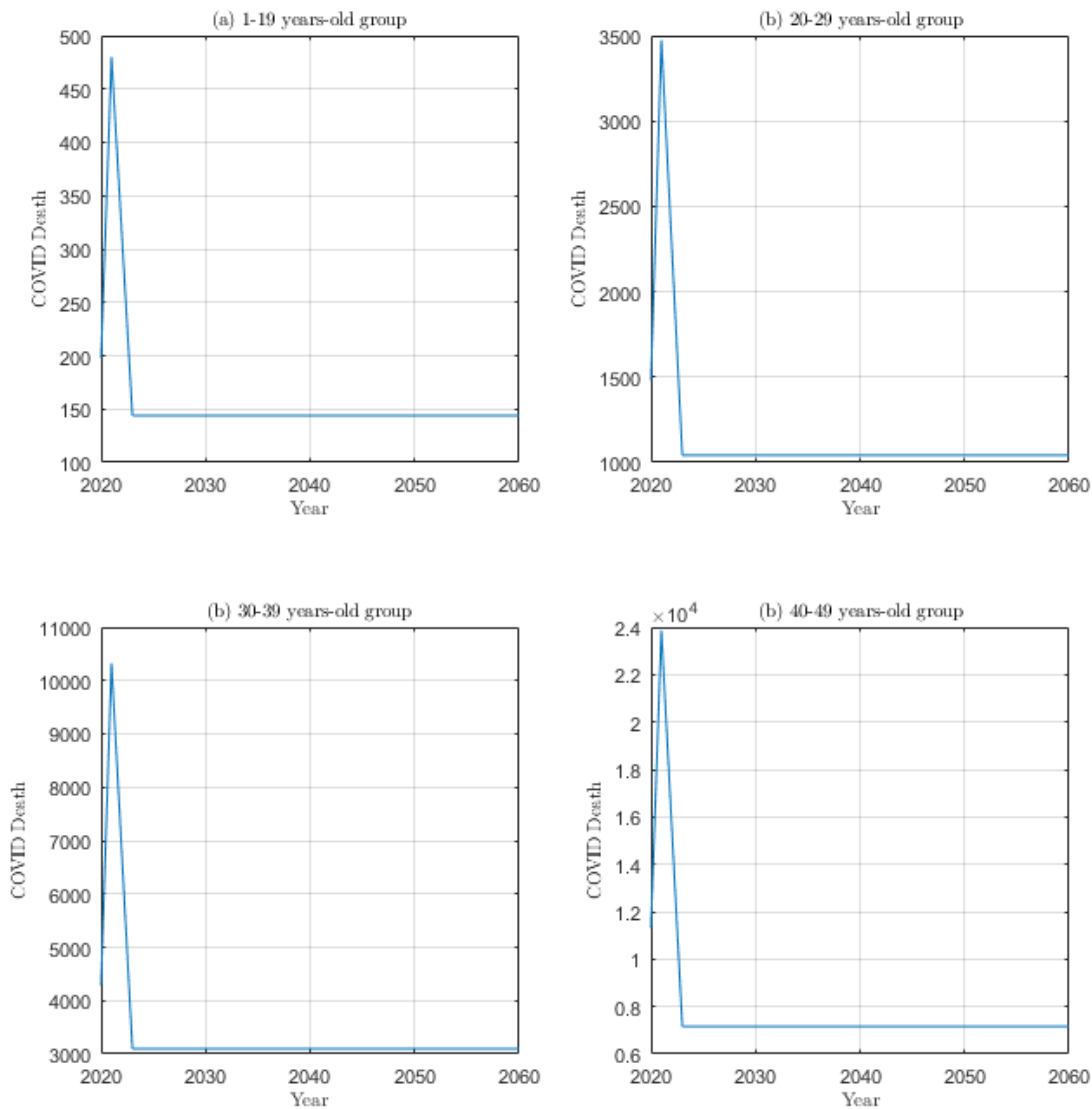 (a) 1-19 years-old group
500
450
400
350
300
250
200
150
100
COVID Death
2020 2030 2040 2050 2060
Year
(b) 20-29 years-old group
3500
3000
2500
2000
1500
1000
COVID Death
2020 2030 2040 2050 2060
Year
(b) 30-39 years-old group
11000
10000
9000
8000
7000
6000
5000
4000
3000
COVID Death
2020 2030 2040 2050 2060
Year
(b) 40-49 years-old group
×10⁴
2.4
2.2
2
1.8
1.6
1.4
1.2
1
0.8
0.6
COVID Death
2020 2030 2040 2050 2060
Year